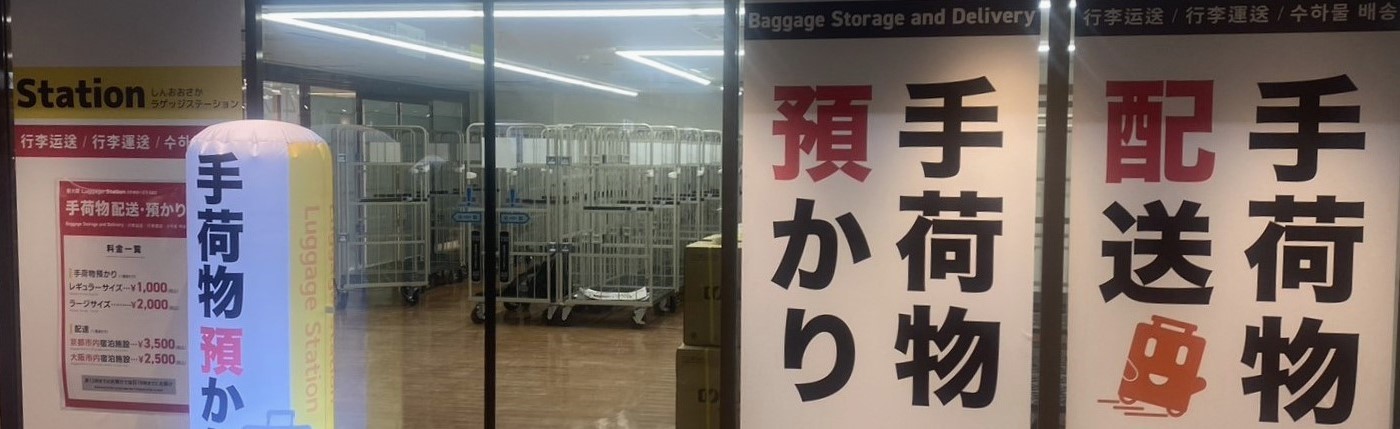 Station
しんおおさか
ラゲッジステーション
行李运送 / 行李運送 / 수하
手荷物配送・預かり
Baggage Storage and Delivery
料金一覧
手荷物預かり
レギュラーサイズ…¥1,000
ラージサイズ…¥2,000
配達
京都市内宿泊施設…¥3,500
大阪市内宿泊施設…¥2,500
手荷物預か
Luggage Station
Baggage Storage and Delivery
手荷物
預かり
行李运送 / 行李運送 / 수하물 배송
手荷物
配送